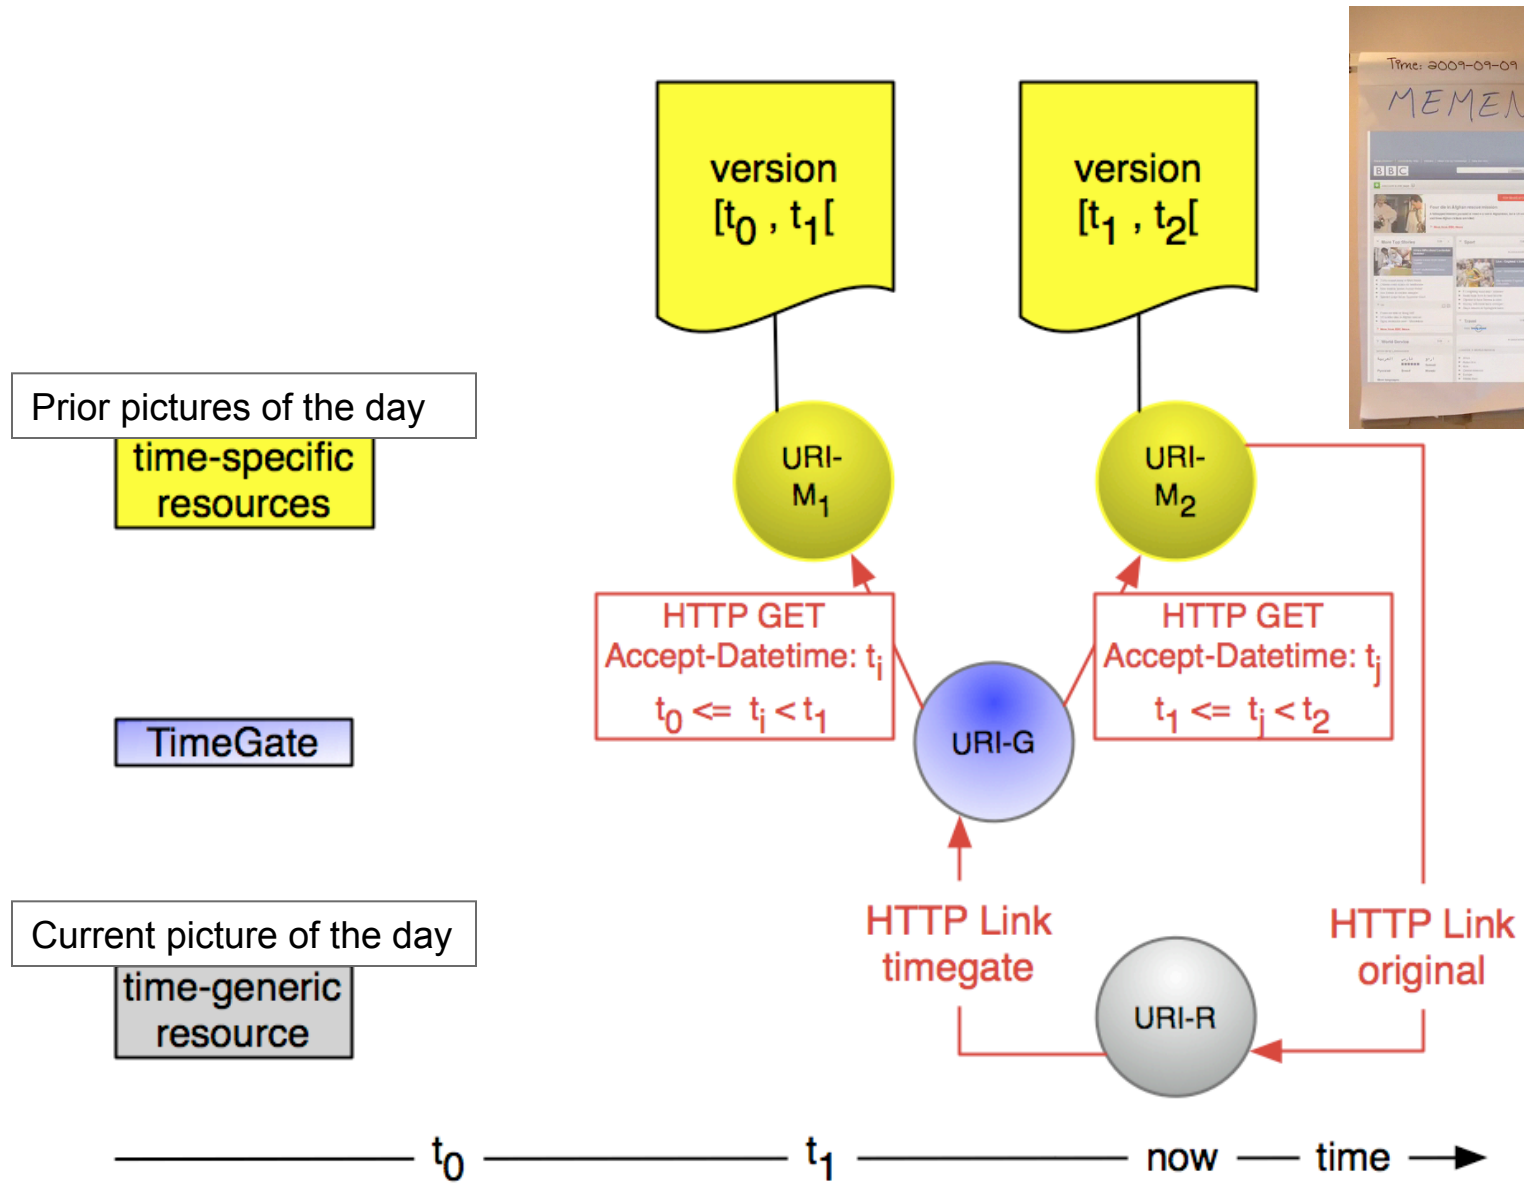 Time: 2009-09-09
MEMEN
BBC
version
[t₀ , t₁[
version
[t₁ , t₂[
Prior pictures of the day
time-specific
resources
URI-
M₁
URI-
M₂
HTTP GET
Accept-Datetime: tᵢ
t₀ <= tᵢ < t₁
HTTP GET
Accept-Datetime: tⱼ
t₁ <= tⱼ < t₂
TimeGate
URI-G
HTTP Link
timegate
HTTP Link
original
Current picture of the day
time-generic
resource
URI-R
t₀
t₁
now
time